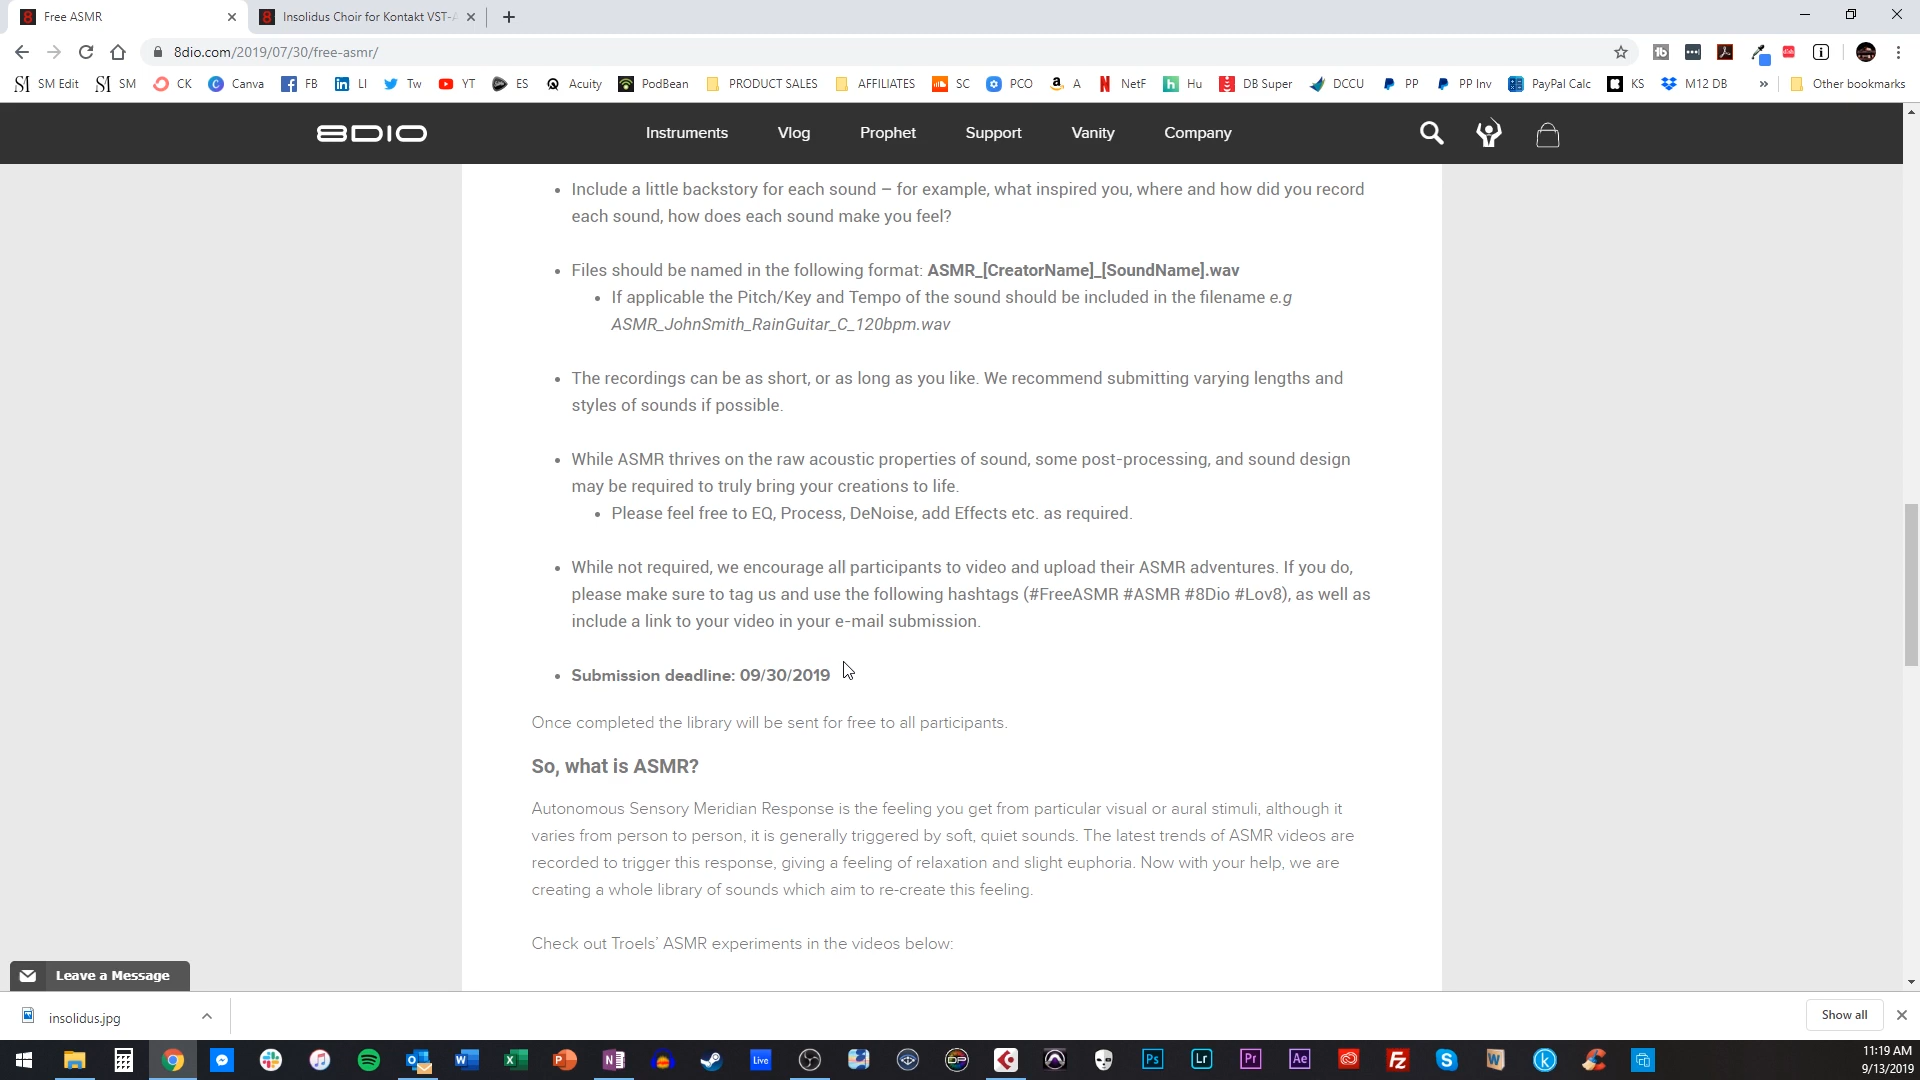 Free ASMR
Insolidus Choir for Kontakt VST-A
8dio.com/2019/07/30/free-asmr/
SM Edit SM CK Canva FB LI Tw YT ES Acuity PodBean PRODUCT SALES AFFILIATES SC PCO A NetF Hu DB Super DCCU PP PP Inv PayPal Calc KS M12 DB » Other bookmarks
8DIO Instruments Vlog Prophet Support Vanity Company
• Include a little backstory for each sound – for example, what inspired you, where and how did you record
each sound, how does each sound make you feel?
• Files should be named in the following format: ASMR_[CreatorName]_[SoundName].wav
• If applicable the Pitch/Key and Tempo of the sound should be included in the filename e.g
ASMR_JohnSmith_RainGuitar_C_120bpm.wav
• The recordings can be as short, or as long as you like. We recommend submitting varying lengths and
styles of sounds if possible.
• While ASMR thrives on the raw acoustic properties of sound, some post-processing, and sound design
may be required to truly bring your creations to life.
• Please feel free to EQ, Process, DeNoise, add Effects etc. as required.
• While not required, we encourage all participants to video and upload their ASMR adventures. If you do,
please make sure to tag us and use the following hashtags (#FreeASMR #ASMR #8Dio #Lov8), as well as
include a link to your video in your e-mail submission.
• Submission deadline: 09/30/2019
Once completed the library will be sent for free to all participants.
So, what is ASMR?
Autonomous Sensory Meridian Response is the feeling you get from particular visual or aural stimuli, although it
varies from person to person, it is generally triggered by soft, quiet sounds. The latest trends of ASMR videos are
recorded to trigger this response, giving a feeling of relaxation and slight euphoria. Now with your help, we are
creating a whole library of sounds which aim to re-create this feeling.
Check out Troels' ASMR experiments in the videos below:
Leave a Message
insolidus.jpg
Show all
Live Ps Lr Pr Ae
11:19 AM
9/13/2019